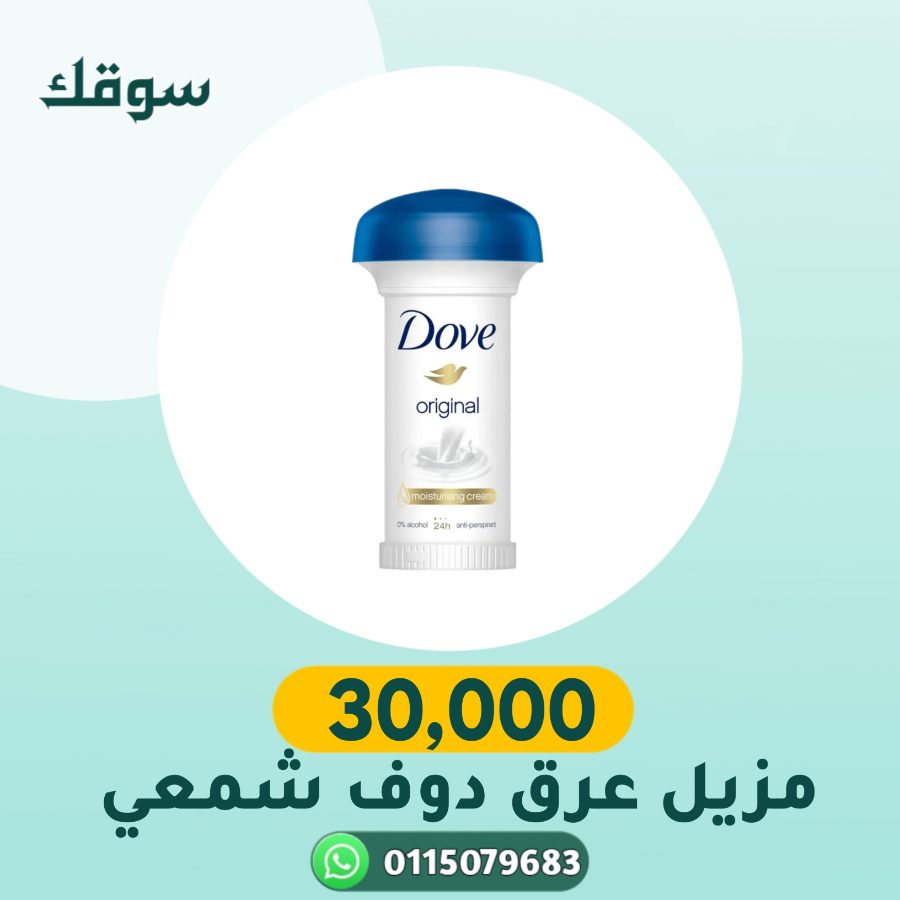 سوقك
Dove
original
moisturising cream
0% alcohol 24h anti-perspirant
30,000
مزيل عرق دوف شمعي
0115079683